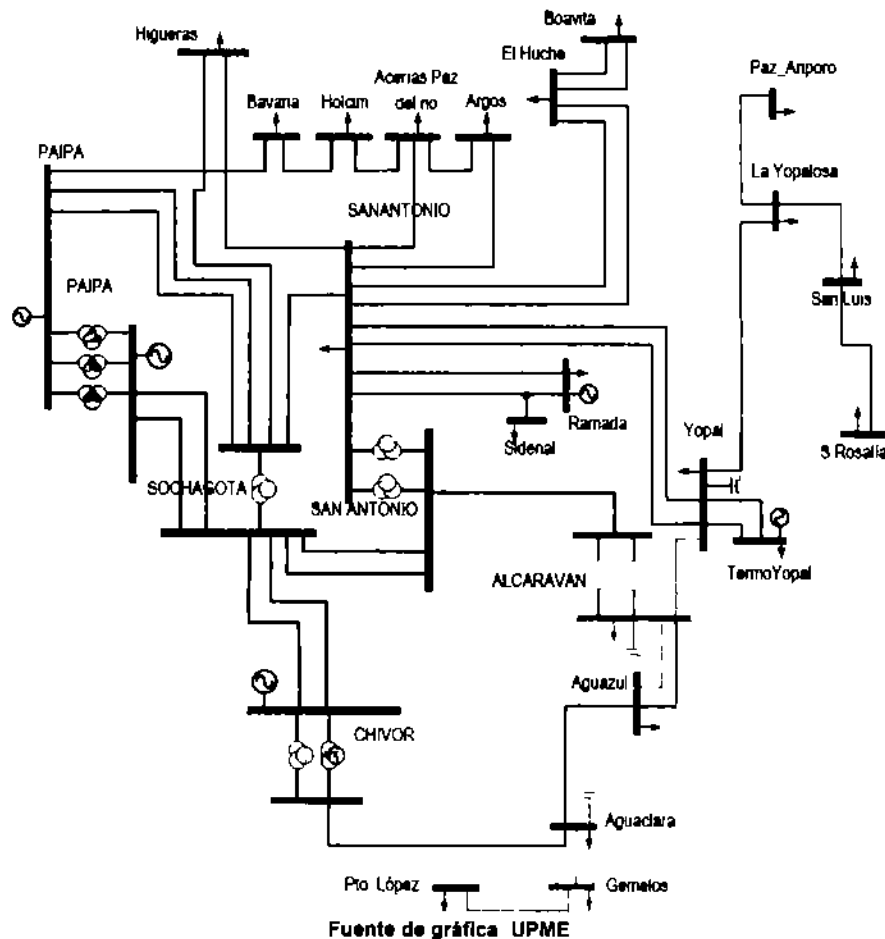 Boavita
Higueras
El Huche
Paz_Ariporo
Acerias Paz
del rio
Bavaria
Holcim
Argos
PAIPA
La Yopalosa
SANANTONIO
PAIPA
San Luis
Ramada
Sidenal
Yopal
S Rosalia
SOCHAGOTA
SAN ANTONIO
TermoYopal
ALCARAVAN
Aguazul
CHIVOR
Aguaclara
Pto López
Gemelos
Fuente de gráfica UPME